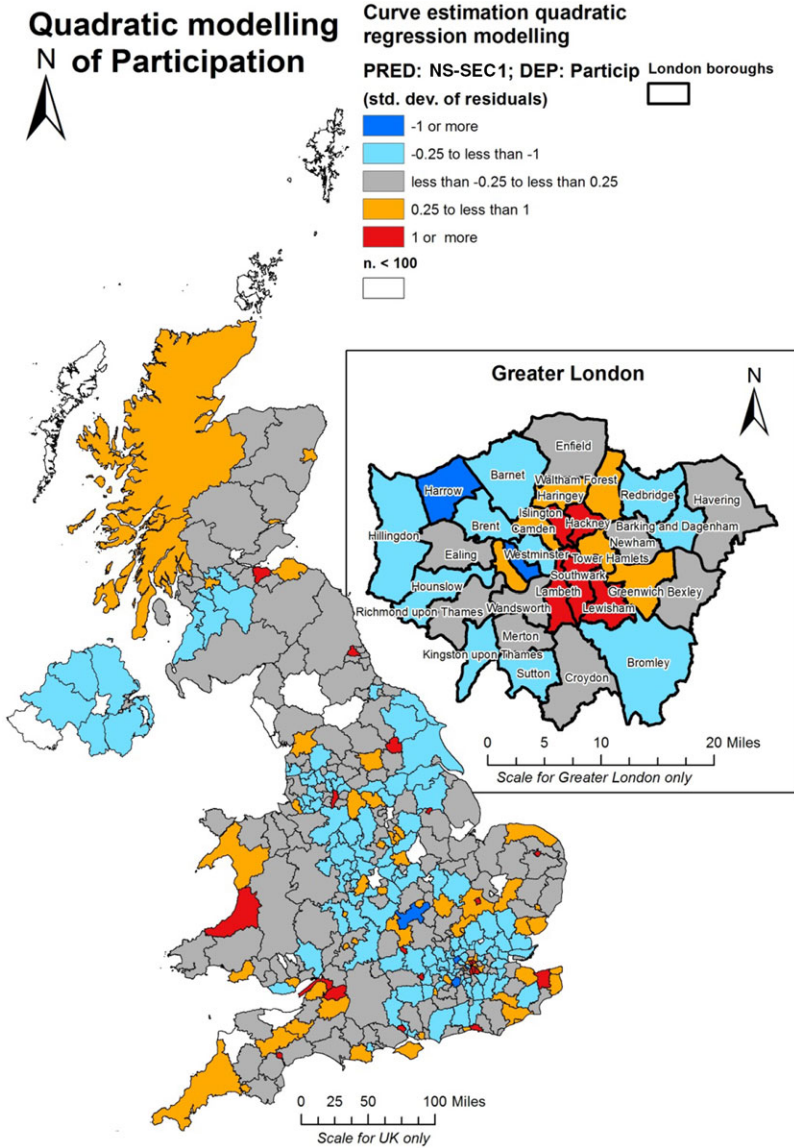 Quadratic modelling
of Participation
N
Curve estimation quadratic
regression modelling
PRED: NS-SEC1; DEP: Particip
London boroughs
(std. dev. of residuals)
-1 or more
-0.25 to less than -1
less than -0.25 to less than 0.25
0.25 to less than 1
1 or more
n. < 100
Greater London
N
Enfield
Barnet
Harrow
Waltham Forest
Haringey
Redbridge
Havering
Islington
Hackney
Camden
Brent
Barking and Dagenham
Hillingdon
Newham
Ealing
Westminster
Tower Hamlets
Southwark
Hounslow
Lambeth
Greenwich
Bexley
Richmond upon Thames
Wandsworth
Lewisham
Merton
Kingston upon Thames
Bromley
Sutton
Croydon
0 5 10 20 Miles
Scale for Greater London only
0 25 50 100 Miles
Scale for UK only